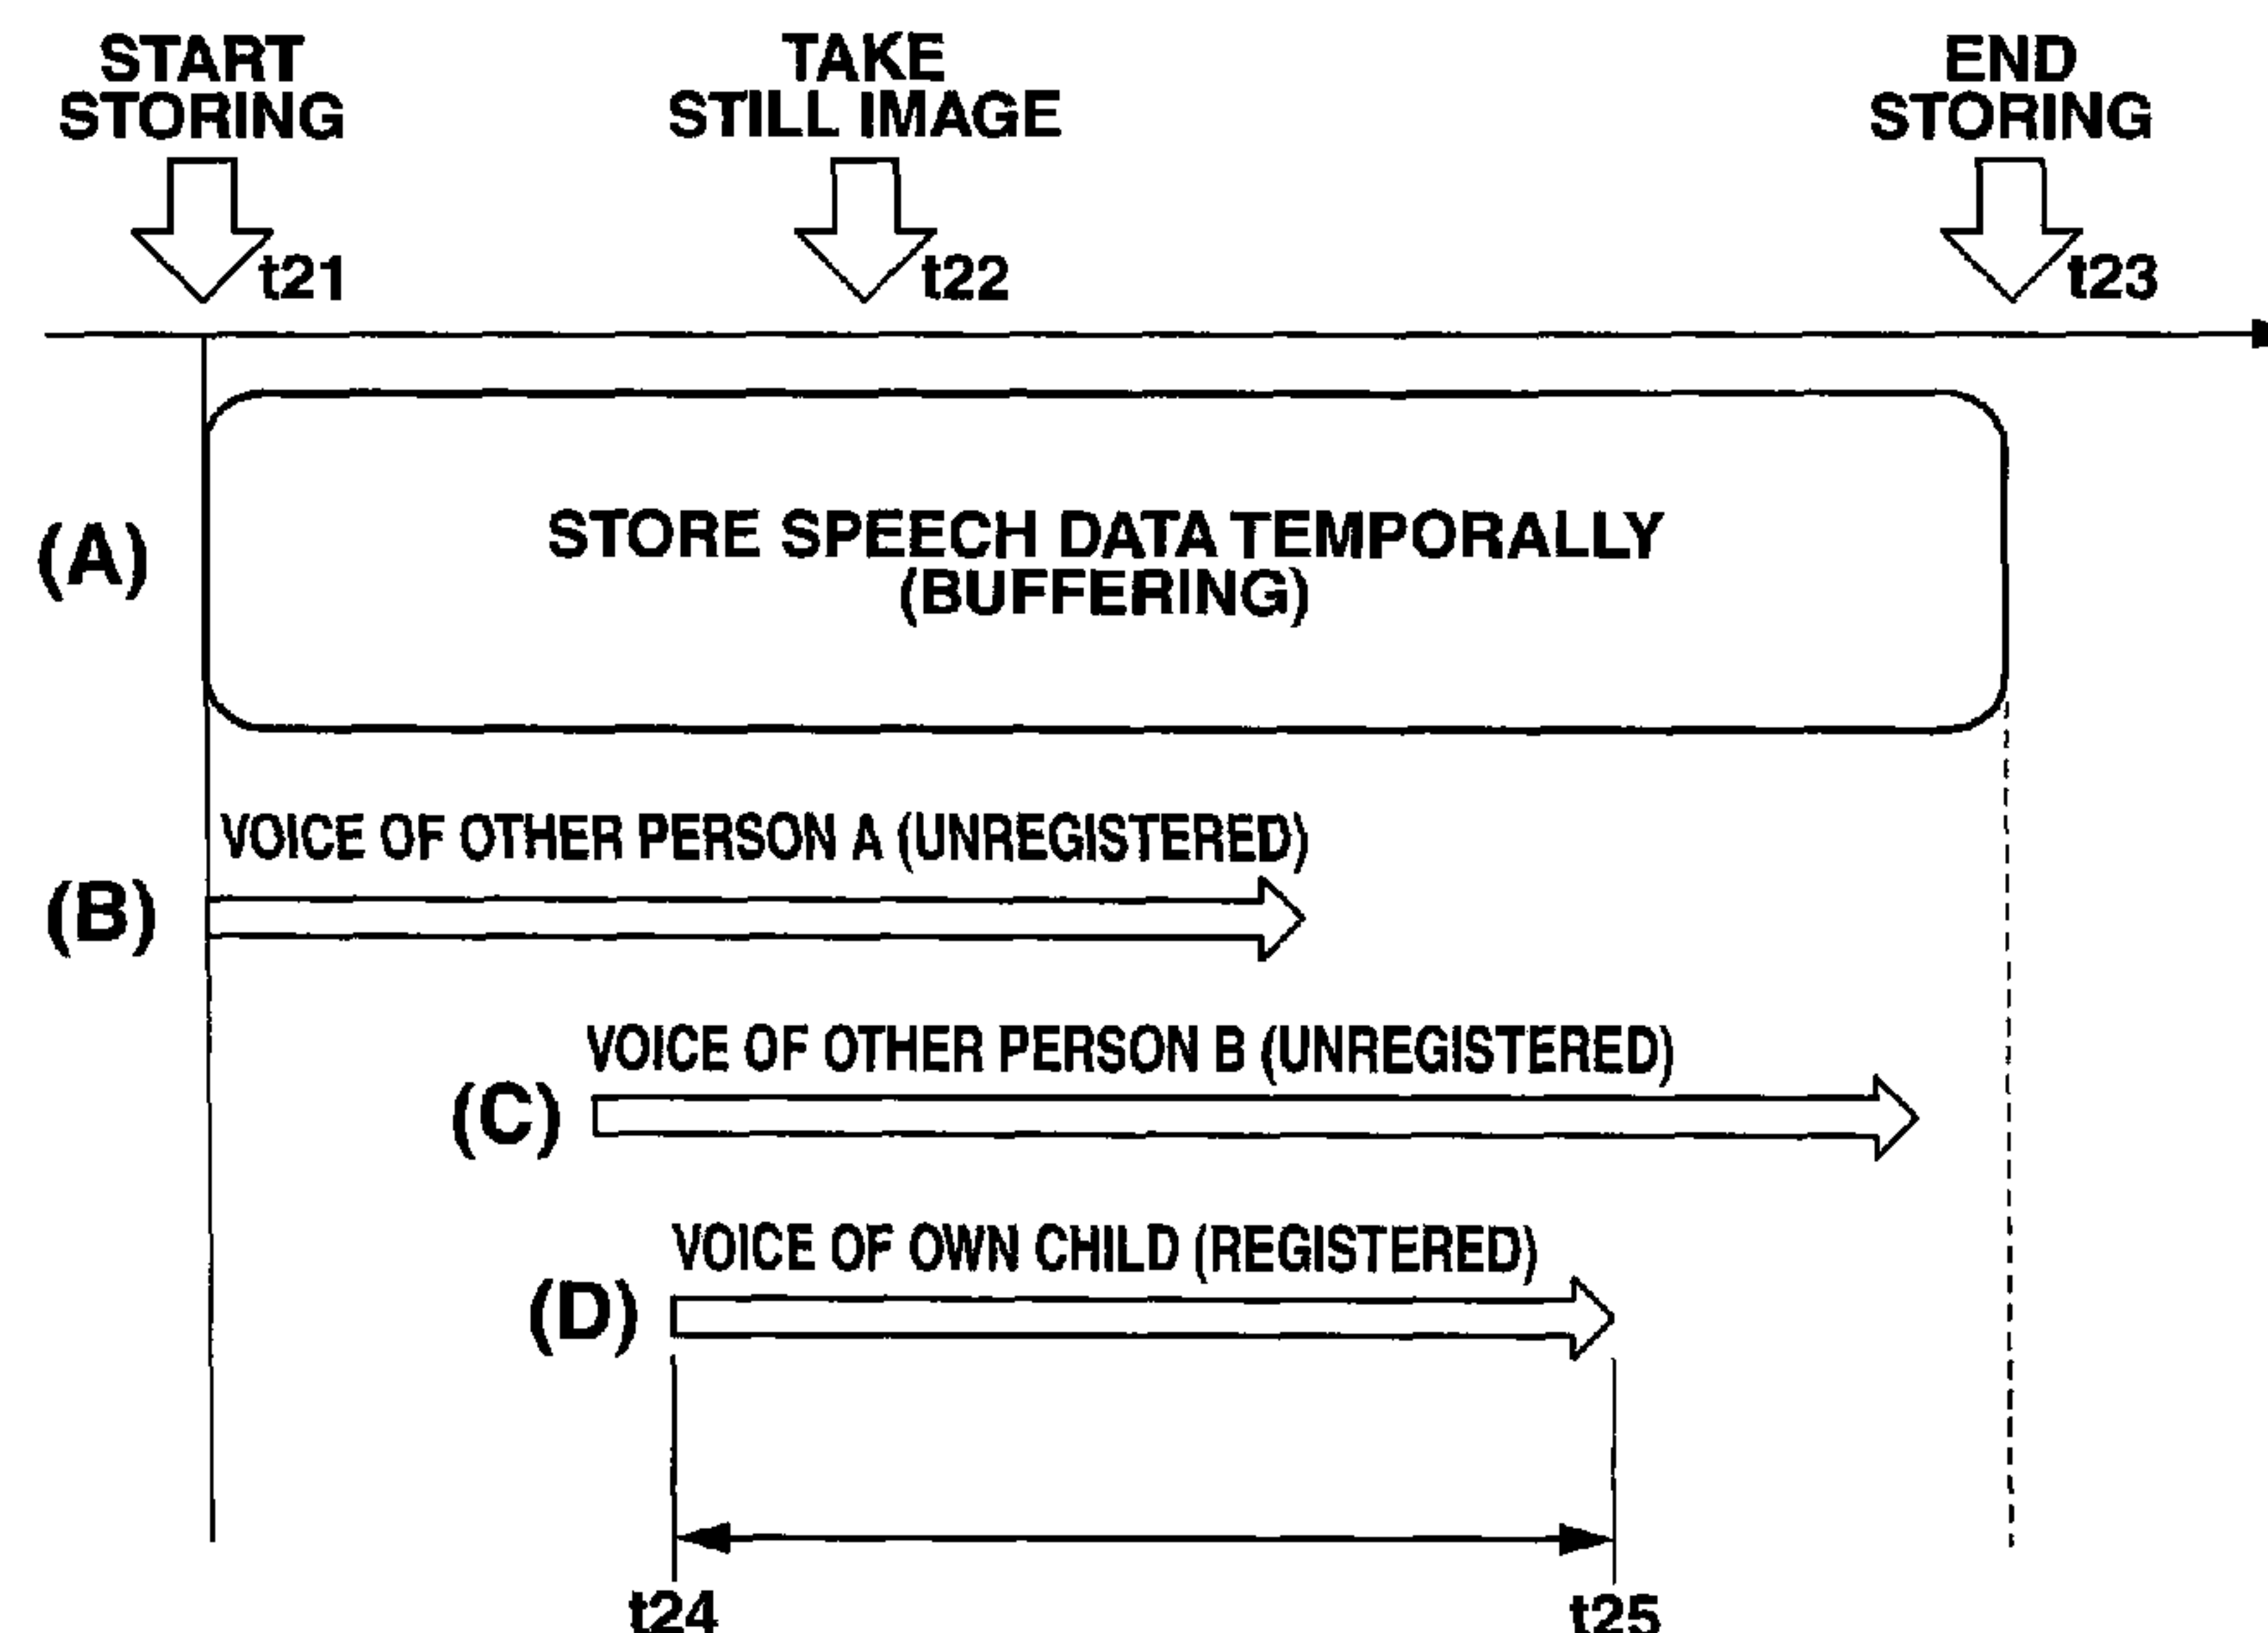 START
STORING
TAKE
STILL IMAGE
END
STORING
t21
t22
t23
(A)
STORE SPEECH DATA TEMPORALLY
(BUFFERING)
VOICE OF OTHER PERSON A (UNREGISTERED)
(B)
VOICE OF OTHER PERSON B (UNREGISTERED)
(C)
VOICE OF OWN CHILD (REGISTERED)
(D)
t24
t25